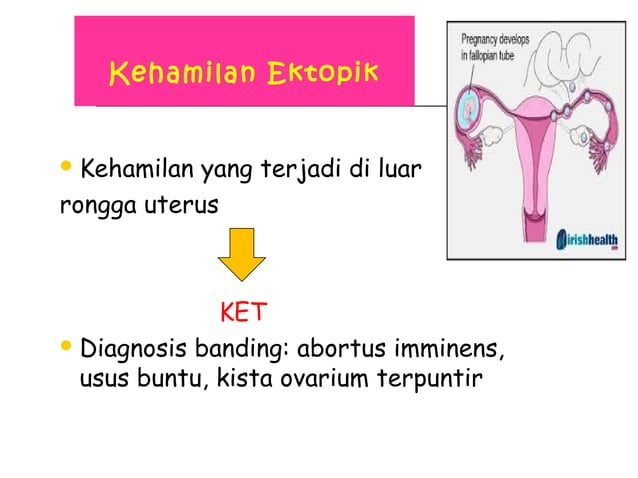 Kehamilan Ektopik
Pregnancy develops
in fallopian tube
Kehamilan yang terjadi di luar
rongga uterus
irishhealth
.com
KET
Diagnosis banding: abortus imminens,
usus buntu, kista ovarium terpuntir